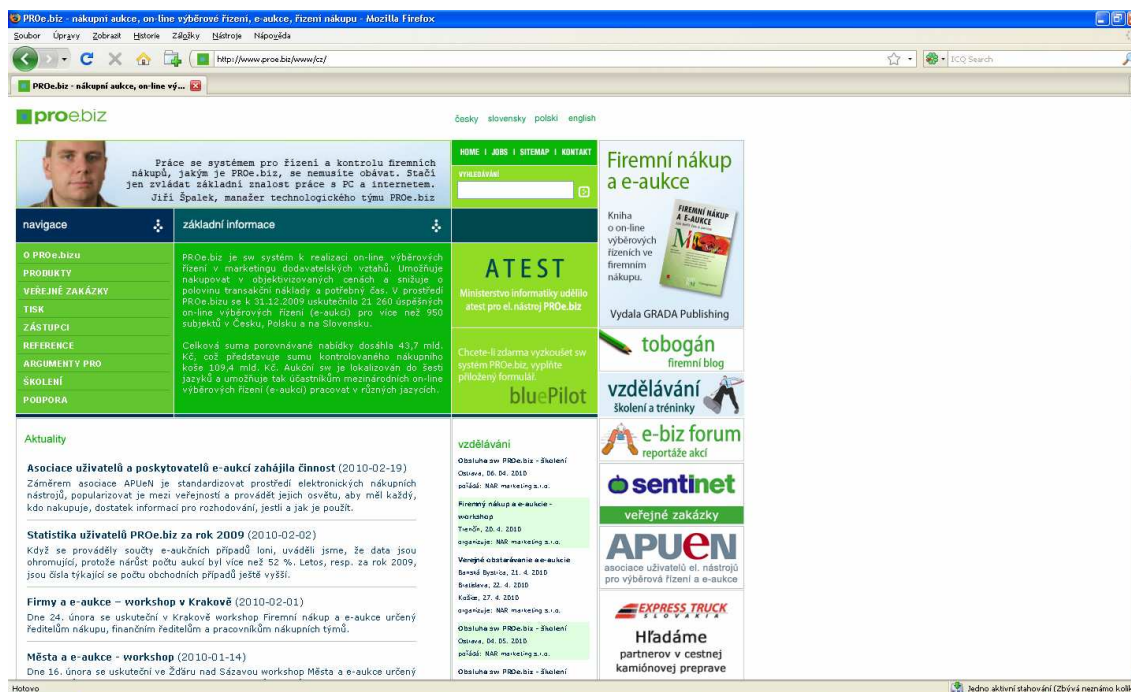 PROe.biz - nákupní aukce, on-line výběrové řízení, e-aukce, řízení nákupu - Mozilla Firefox
Soubor Úpravy Zobrazit Historie Záložky Nástroje Nápověda
http://www.proe.biz/www/cz/
ICQ Search
PROe.biz - nákupní aukce, on-line vý...
proebiz
česky slovensky polski english
Práce se systémem pro řízení a kontrolu firemních
nákupů, jakým je PROe.biz, se nemusíte obávat. Stačí
jen zvládat základní znalost práce s PC a internetem.
Jiří Špalek, manažer technologického týmu PROe.biz
HOME | JOBS | SITEMAP | KONTAKT
VYHLEDÁVÁNÍ
navigace
základní informace
O PROe.bizu
PRODUKTY
VEŘEJNÉ ZAKÁZKY
TISK
ZÁSTUPCI
REFERENCE
ARGUMENTY PRO
ŠKOLENÍ
PODPORA
PROe.biz je sw systém k realizaci on-line výběrových
řízení v marketingu dodavatelských vztahů. Umožňuje
nakupovat v objektivizovaných cenách a snižuje o
polovinu transakční náklady a potřebný čas. V prostředí
PROe.bizu se k 31.12.2009 uskutečnilo 21 260 úspěšných
on-line výběrových řízení (e-aukcí) pro více než 950
subjektů v Česku, Polsku a na Slovensku.
Celková suma porovnávané nabídky dosáhla 43,7 mld.
Kč, což představuje sumu kontrolovaného nákupního
koše 109,4 mld. Kč. Aukční sw je lokalizován do šesti
jazyků a umožňuje tak účastníkům mezinárodních on-line
výběrových řízení (e-aukcí) pracovat v různých jazycích.
ATEST
Ministerstvo informatiky udělilo
atest pro el. nástroj PROe.biz
Chcete-li zdarma vyzkoušet sw
systém PROe.biz, vyplňte
přiložený formulář.
bluePilot
Firemní nákup
a e-aukce
Kniha
o on-line
výběrových
řízeních ve
firemním
nákupu.
FIREMNÍ NÁKUP
A E-AUKCE
Vydala GRADA Publishing
tobogán
firemní blog
vzdělávání
školení a tréninky
e-biz forum
reportáže akcí
sentinet
veřejné zakázky
APUeN
asociace uživatelů el. nástrojů
pro výběrová řízení a e-aukce
EXPRESS TRUCK
SLOVAKIA
Hľadáme
partnerov v cestnej
kamiónovej preprave
Aktuality
Asociace uživatelů a poskytovatelů e-aukcí zahájila činnost (2010-02-19)
Záměrem asociace APUeN je standardizovat prostředí elektronických nákupních
nástrojů, popularizovat je mezi veřejností a provádět jejich osvětu, aby měl každý,
kdo nakupuje, dostatek informací pro rozhodování, jestli a jak je použít.
Statistika uživatelů PROe.biz za rok 2009 (2010-02-02)
Když se prováděly součty e-aukčních případů loni, uváděli jsme, že data jsou
ohromující, protože nárůst počtu aukcí byl více než 52 %. Letos, resp. za rok 2009,
jsou čísla týkající se počtu obchodních případů ještě vyšší.
Firmy a e-aukce – workshop v Krakově (2010-02-01)
Dne 24. února se uskuteční v Krakově workshop Firemní nákup a e-aukce určený
ředitelům nákupu, finančním ředitelům a pracovníkům nákupních týmů.
Města a e-aukce - workshop (2010-01-14)
Dne 16. února se uskuteční ve Žďáru nad Sázavou workshop Města a e-aukce určený
vzdělávání
Obsluha sw PROe.biz - školení
Ostrava, 06. 04. 2010
pořádá: NAR marketing s.r.o.
Firemný nákup a e-aukcie -
workshop
Trenčín, 20. 4. 2010
organizuje: NAR marketing s.r.o.
Verejné obstarávanie a e-aukcie
Banská Bystrica, 21. 4. 2010
Bratislava, 22. 4. 2010
Košice, 27. 4. 2010
organizuje: NAR marketing s.r.o.
Obsluha sw PROe.biz - školení
Ostrava, 04. 05. 2010
pořádá: NAR marketing s.r.o.
Obsluha sw PROe.biz - školení
Hotovo
Jedno aktivní stahování (Zbývá neznámo